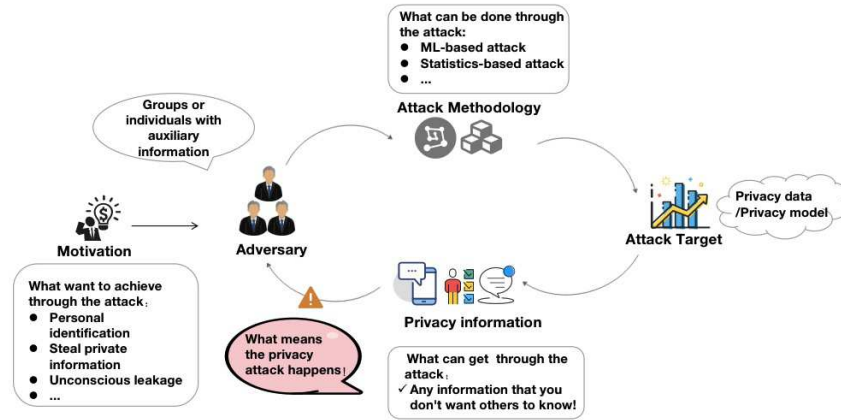 What can be done through
the attack:
● ML-based attack
● Statistics-based attack
● ...
Attack Methodology
Groups or
individuals with
auxiliary
information
Privacy data
/Privacy model
Attack Target
Motivation
Adversary
What want to achieve
through the attack：
● Personal
identification
● Steal private
information
● Unconscious leakage
● ...
What means
the privacy
attack happens!
Privacy information
What can get through the
attack：
✓ Any information that you
don't want others to know!